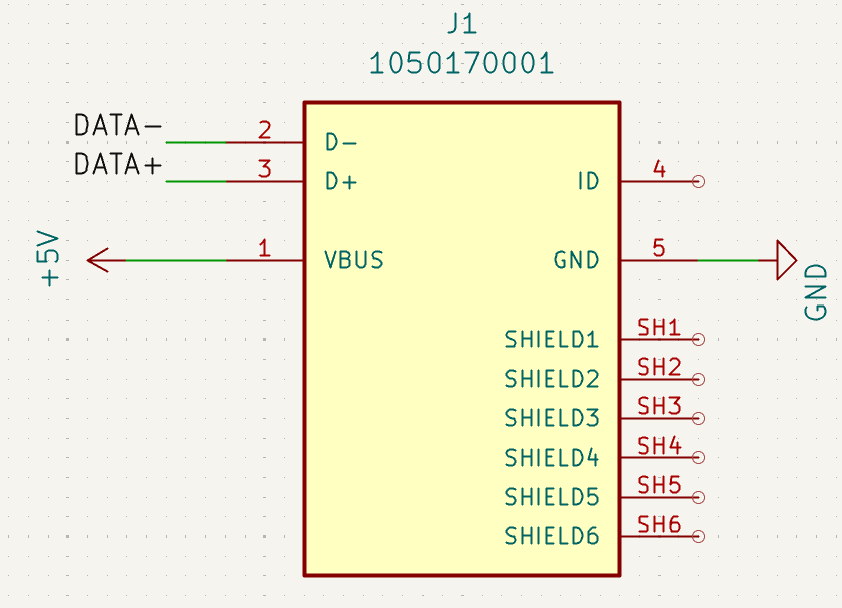 J1
1050170001
DATA- 2 D-
DATA+ 3 D+ ID 4
+5V 1 VBUS GND 5 GND
SHIELD1 SH1
SHIELD2 SH2
SHIELD3 SH3
SHIELD4 SH4
SHIELD5 SH5
SHIELD6 SH6